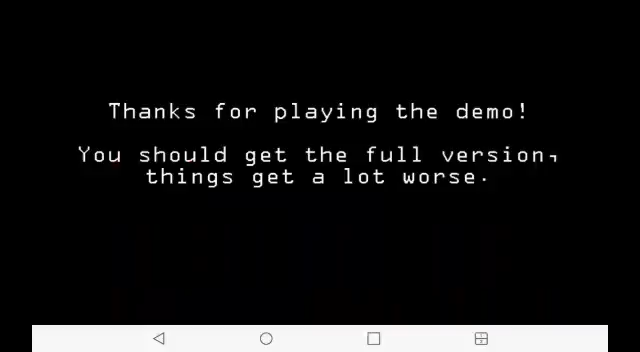 Thanks for playing the demo!
You should get the full version,
things get a lot worse.